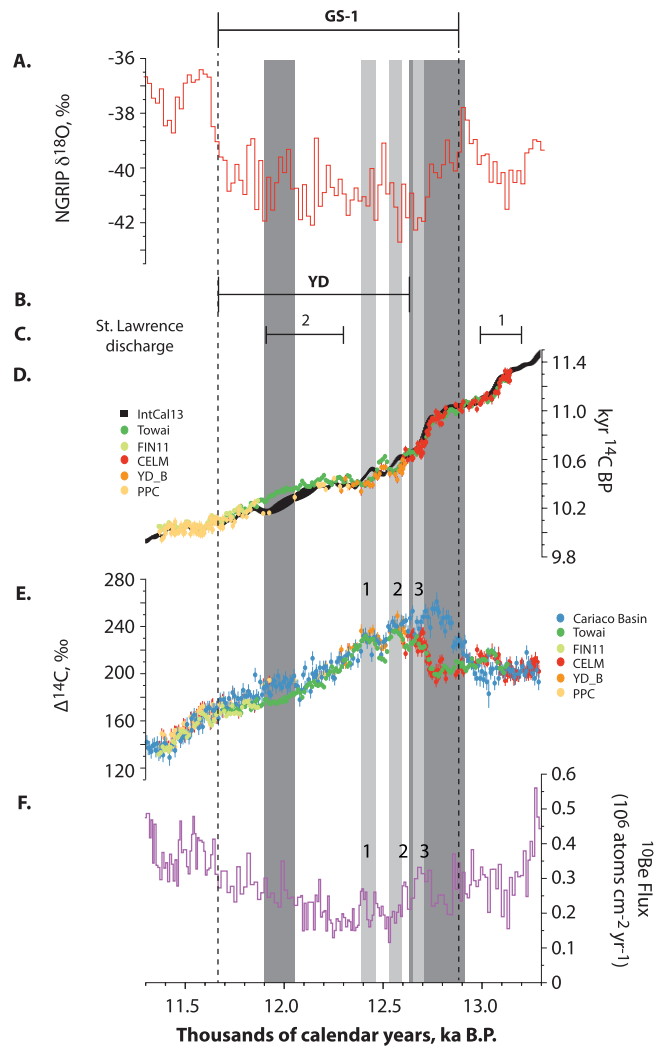 GS-1
A.
-36
-38
-40
-42
NGRIP δ¹⁸O, ‰
B.
YD
C.
St. Lawrence
discharge
2
1
D.
11.4
11.0
10.6
10.2
9.8
kyr ¹⁴C BP
IntCal13
Towai
FIN11
CELM
YD_B
PPC
E.
280
240
200
160
120
Δ¹⁴C, ‰
1 2 3
Cariaco Basin
Towai
FIN11
CELM
YD_B
PPC
F.
0.6
0.5
0.4
0.3
0.2
0.1
0
¹⁰Be Flux
(10⁶ atoms cm⁻² yr⁻¹)
1 2 3
11.5 12.0 12.5 13.0
Thousands of calendar years, ka B.P.